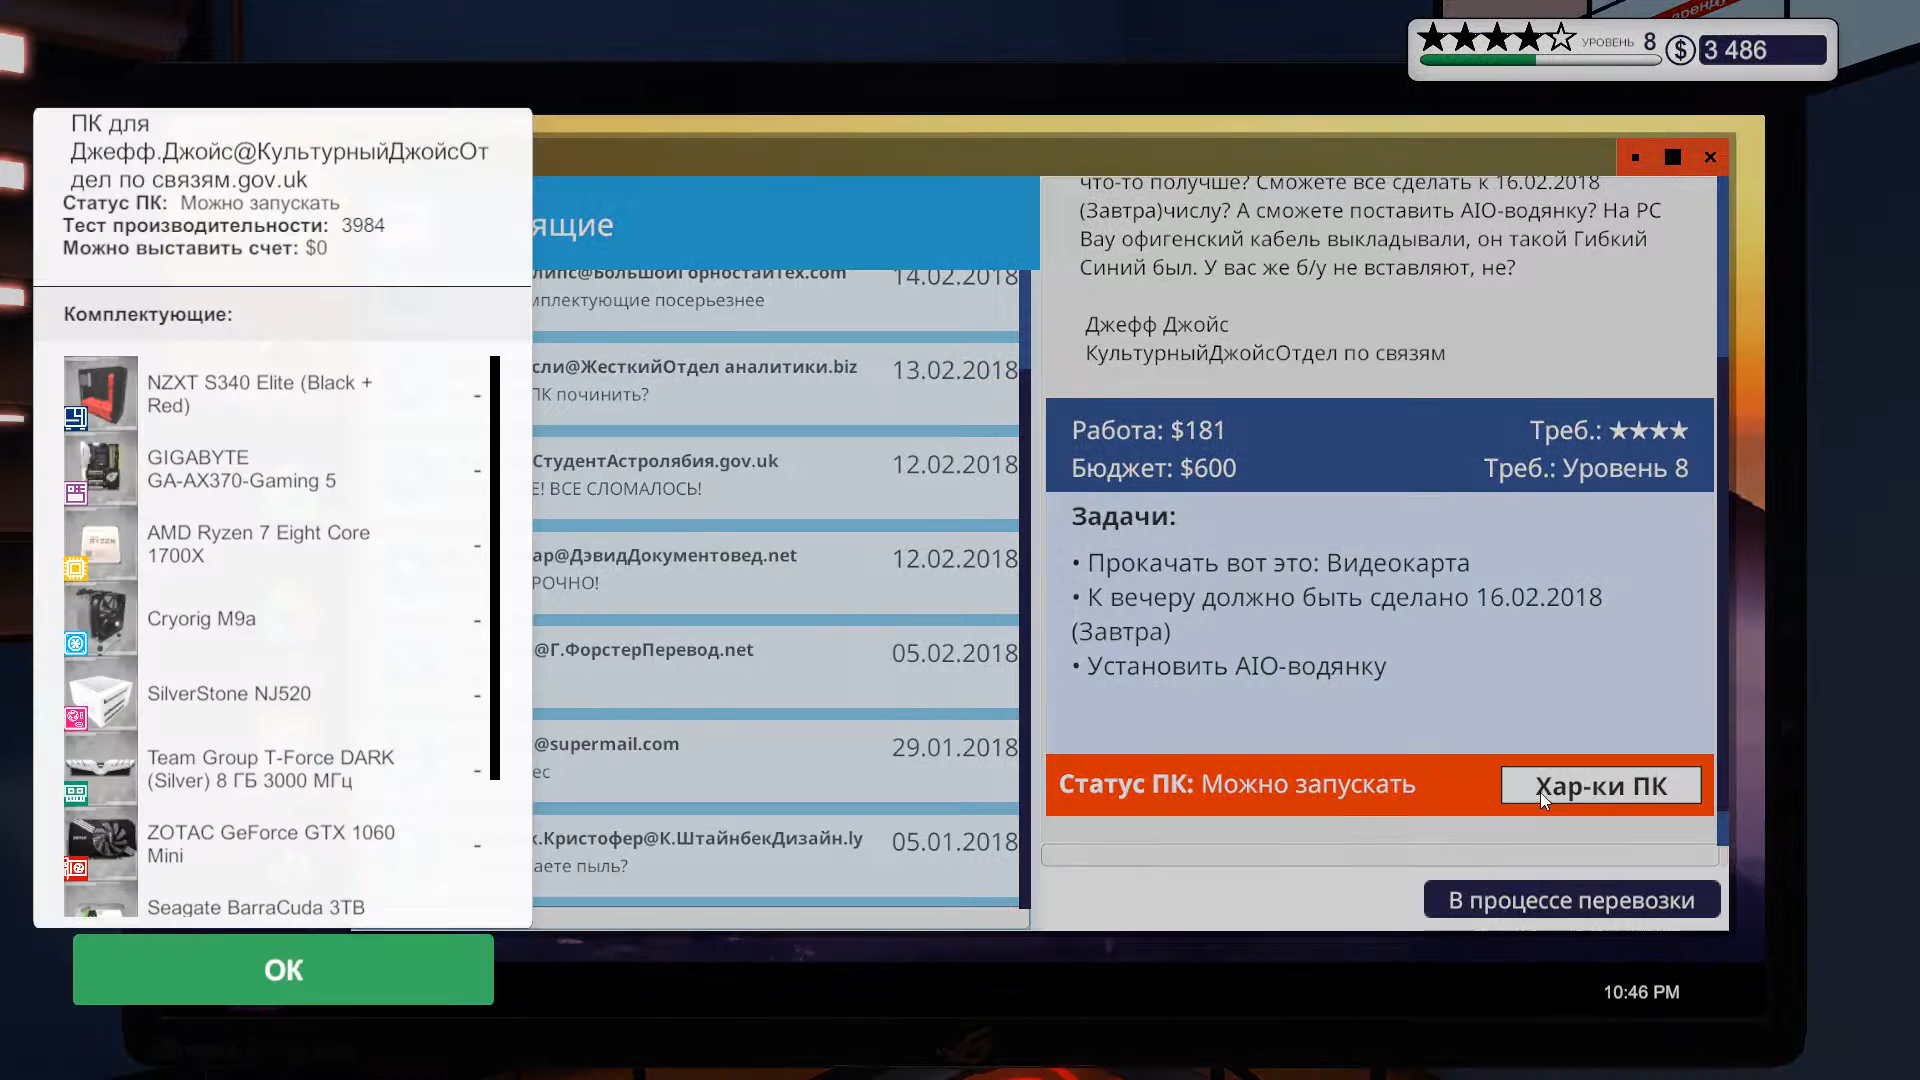 аренду
УРОВЕНЬ 8 $ 3 486
ПК для
Джефф.Джойс@КультурныйДжойсОт
дел по связям.gov.uk
Статус ПК: Можно запускать
Тест производительности: 3984
Можно выставить счет: $0
Комплектующие:
NZXT S340 Elite (Black +
Red) -
GIGABYTE
GA-AX370-Gaming 5 -
AMD Ryzen 7 Eight Core
1700X -
Cryorig M9a -
SilverStone NJ520 -
Team Group T-Force DARK
(Silver) 8 ГБ 3000 МГц -
ZOTAC GeForce GTX 1060
Mini -
Seagate BarraCuda 3TB
ОК
ящие
липс@БольшойГорностайТех.com 14.02.2018
мплектующие посерьезнее
сли@ЖесткийОтдел аналитики.biz 13.02.2018
ПК починить?
СтудентАстролябия.gov.uk 12.02.2018
Е! ВСЕ СЛОМАЛОСЬ!
ар@ДэвидДокументовед.net 12.02.2018
РОЧНО!
@Г.ФорстерПеревод.net 05.02.2018
@supermail.com 29.01.2018
ес
к.Кристофер@К.ШтайнбекДизайн.ly 05.01.2018
аете пыль?
что-то получше? Сможете все сделать к 16.02.2018
(Завтра)числу? А сможете поставить AIO-водянку? На PC
Вау офигенский кабель выкладывали, он такой Гибкий
Синий был. У вас же б/у не вставляют, не?
Джефф Джойс
КультурныйДжойсОтдел по связям
Работа: $181 Треб.: ★★★★
Бюджет: $600 Треб.: Уровень 8
Задачи:
• Прокачать вот это: Видеокарта
• К вечеру должно быть сделано 16.02.2018
(Завтра)
• Установить AIO-водянку
Статус ПК: Можно запускать Хар-ки ПК
В процессе перевозки
10:46 PM